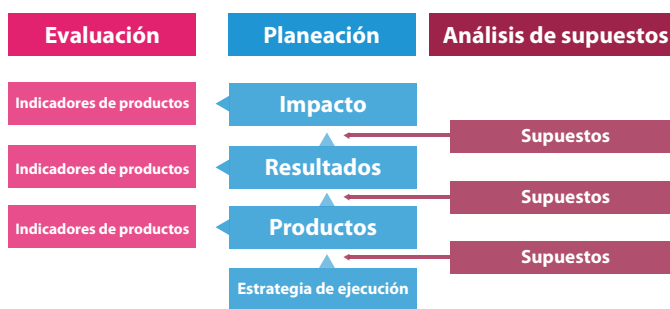 Evaluación
Planeación
Análisis de supuestos
Indicadores de productos
Impacto
Supuestos
Indicadores de productos
Resultados
Supuestos
Indicadores de productos
Productos
Supuestos
Estrategia de ejecución